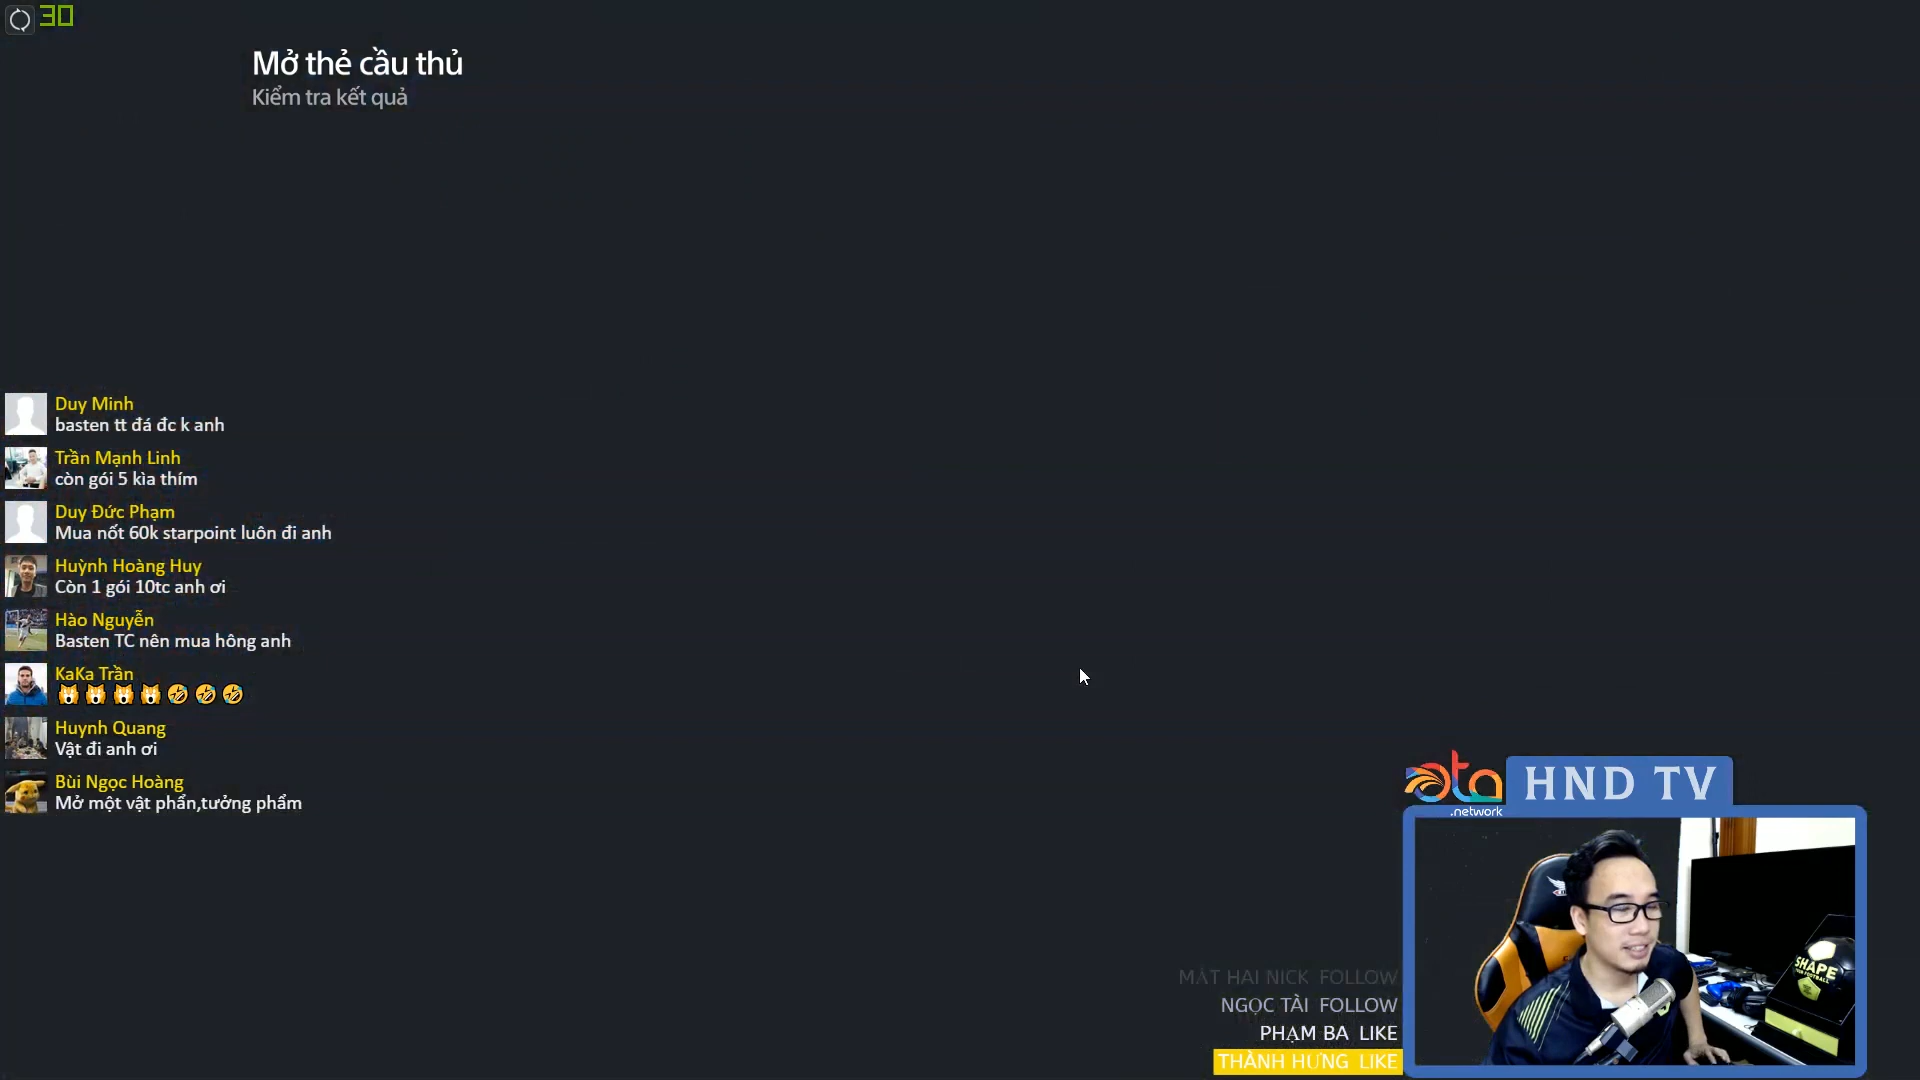 30
Mở thẻ cầu thủ
Kiểm tra kết quả
Duy Minh
basten tt đá đc k anh
Trần Mạnh Linh
còn gói 5 kìa thím
Duy Đức Phạm
Mua nốt 60k starpoint luôn đi anh
Huỳnh Hoàng Huy
Còn 1 gói 10tc anh ơi
Hào Nguyễn
Basten TC nên mua hông anh
KaKa Trần
🙀🙀🙀🙀🤣🤣🤣
Huynh Quang
Vật đi anh ơi
Bùi Ngọc Hoàng
Mở một vật phẩn,tưởng phẩm
ota
.network
HND TV
SHAPE
MẮT HAI NICK FOLLOW
NGỌC TÀI FOLLOW
PHẠM BA LIKE
THÀNH HƯNG LIKE